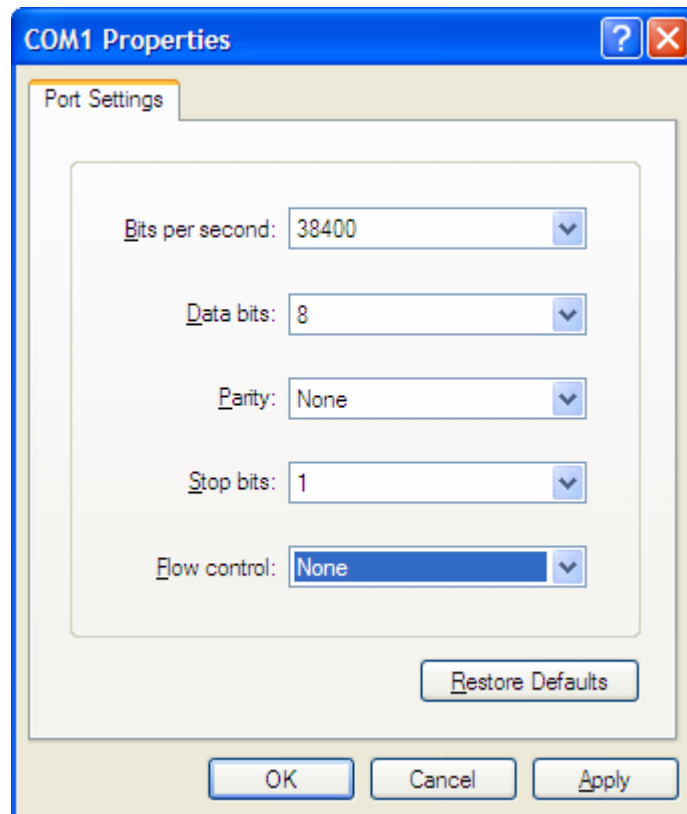 COM1 Properties
Port Settings
Bits per second: 38400
Data bits: 8
Parity: None
Stop bits: 1
Flow control: None
Restore Defaults
OK Cancel Apply